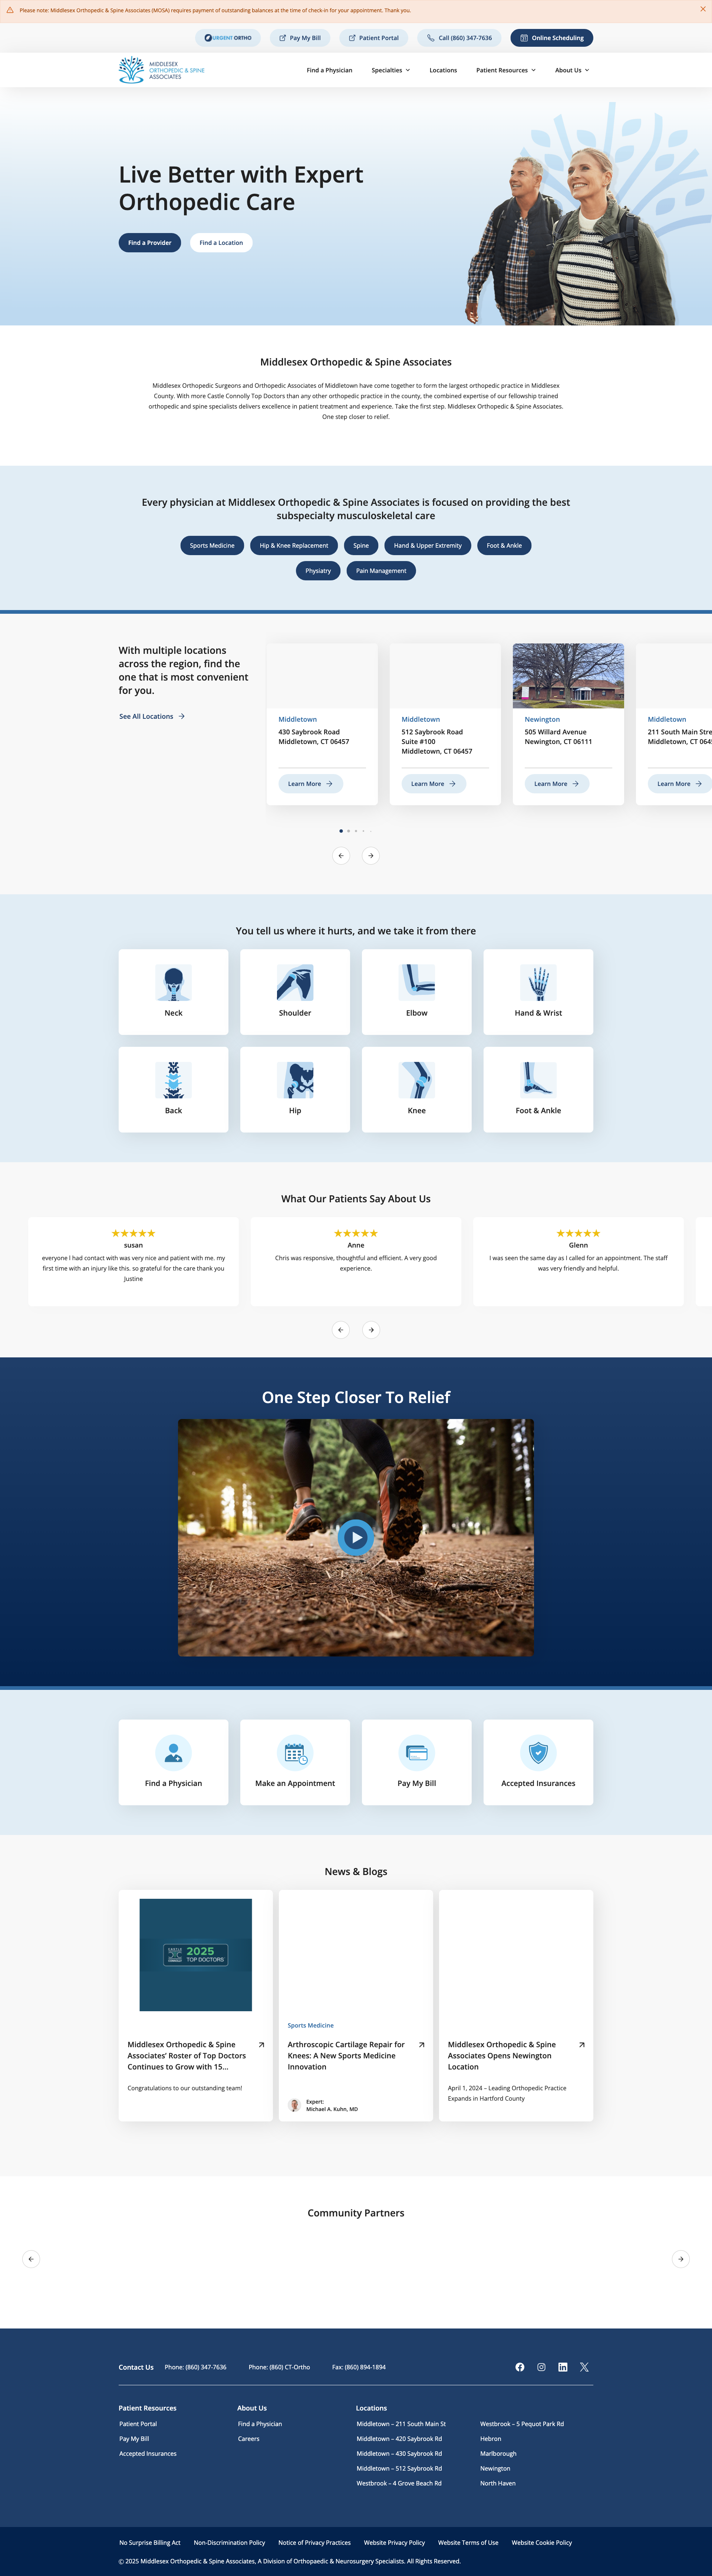 Please note: Middlesex Orthopedic & Spine Associates (MOSA) requires payment of outstanding balances at the time of check-in for your appointment. Thank you.
URGENT ORTHO
Pay My Bill
Patient Portal
Call (860) 347-7636
Online Scheduling
MIDDLESEX
ORTHOPEDIC & SPINE
ASSOCIATES
Find a Physician
Specialties
Locations
Patient Resources
About Us
Live Better with Expert
Orthopedic Care
Find a Provider
Find a Location
Middlesex Orthopedic & Spine Associates
Middlesex Orthopedic Surgeons and Orthopedic Associates of Middletown have come together to form the largest orthopedic practice in Middlesex
County. With more Castle Connolly Top Doctors than any other orthopedic practice in the county, the combined expertise of our fellowship trained
orthopedic and spine specialists delivers excellence in patient treatment and experience. Take the first step. Middlesex Orthopedic & Spine Associates.
One step closer to relief.
Every physician at Middlesex Orthopedic & Spine Associates is focused on providing the best
subspecialty musculoskeletal care
Sports Medicine
Hip & Knee Replacement
Spine
Hand & Upper Extremity
Foot & Ankle
Physiatry
Pain Management
With multiple locations
across the region, find the
one that is most convenient
for you.
See All Locations
Middletown
430 Saybrook Road
Middletown, CT 06457
Learn More
Middletown
512 Saybrook Road
Suite #100
Middletown, CT 06457
Learn More
Newington
505 Willard Avenue
Newington, CT 06111
Learn More
Middletown
211 South Main Stre
Middletown, CT 064
Learn More
You tell us where it hurts, and we take it from there
Neck
Shoulder
Elbow
Hand & Wrist
Back
Hip
Knee
Foot & Ankle
What Our Patients Say About Us
susan
everyone I had contact with was very nice and patient with me. my
first time with an injury like this. so grateful for the care thank you
Justine
Anne
Chris was responsive, thoughtful and efficient. A very good
experience.
Glenn
I was seen the same day as I called for an appointment. The staff
was very friendly and helpful.
One Step Closer To Relief
Find a Physician
Make an Appointment
Pay My Bill
Accepted Insurances
News & Blogs
2025
TOP DOCTORS
Middlesex Orthopedic & Spine
Associates’ Roster of Top Doctors
Continues to Grow with 15...
Congratulations to our outstanding team!
Sports Medicine
Arthroscopic Cartilage Repair for
Knees: A New Sports Medicine
Innovation
Expert:
Michael A. Kuhn, MD
Middlesex Orthopedic & Spine
Associates Opens Newington
Location
April 1, 2024 – Leading Orthopedic Practice
Expands in Hartford County
Community Partners
Contact Us
Phone: (860) 347-7636
Phone: (860) CT-Ortho
Fax: (860) 894-1894
Patient Resources
Patient Portal
Pay My Bill
Accepted Insurances
About Us
Find a Physician
Careers
Locations
Middletown – 211 South Main St
Middletown – 420 Saybrook Rd
Middletown – 430 Saybrook Rd
Middletown – 512 Saybrook Rd
Westbrook – 4 Grove Beach Rd
Westbrook – 5 Pequot Park Rd
Hebron
Marlborough
Newington
North Haven
No Surprise Billing Act
Non-Discrimination Policy
Notice of Privacy Practices
Website Privacy Policy
Website Terms of Use
Website Cookie Policy
© 2025 Middlesex Orthopedic & Spine Associates, A Division of Orthopaedic & Neurosurgery Specialists. All Rights Reserved.